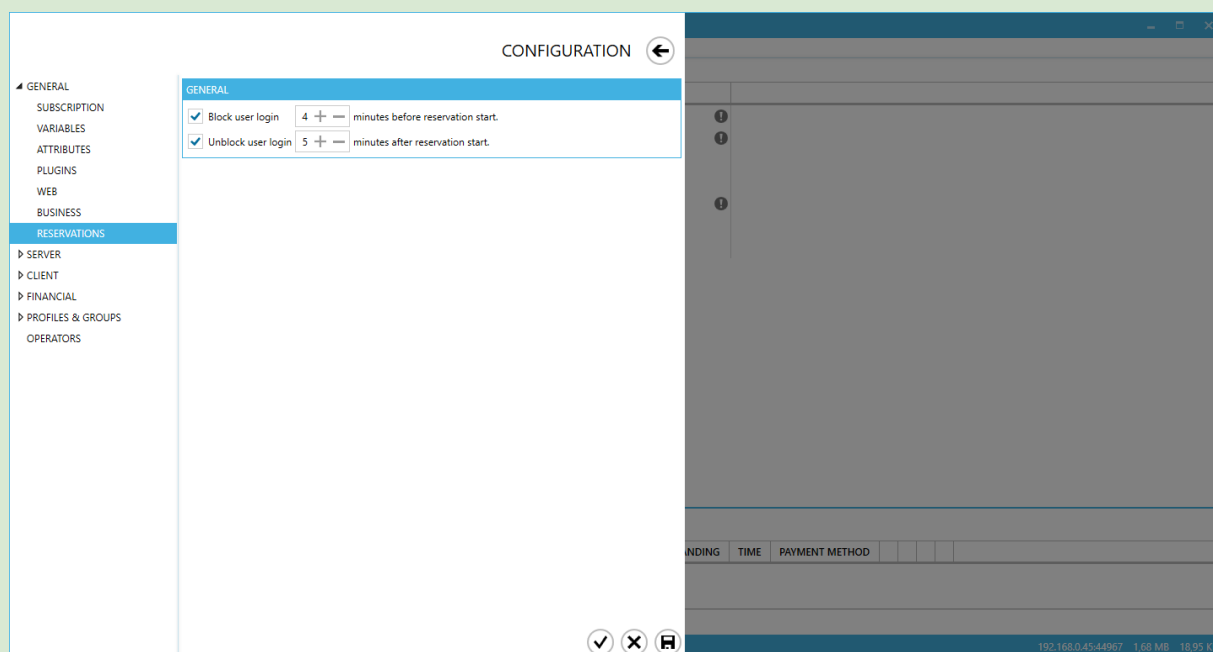 CONFIGURATION
GENERAL
SUBSCRIPTION
VARIABLES
ATTRIBUTES
PLUGINS
WEB
BUSINESS
RESERVATIONS
SERVER
CLIENT
FINANCIAL
PROFILES & GROUPS
OPERATORS
GENERAL
Block user login 4 minutes before reservation start.
Unblock user login 5 minutes after reservation start.
ANDING TIME PAYMENT METHOD
192.168.0.45:44967 1,68 MB 18,95 K